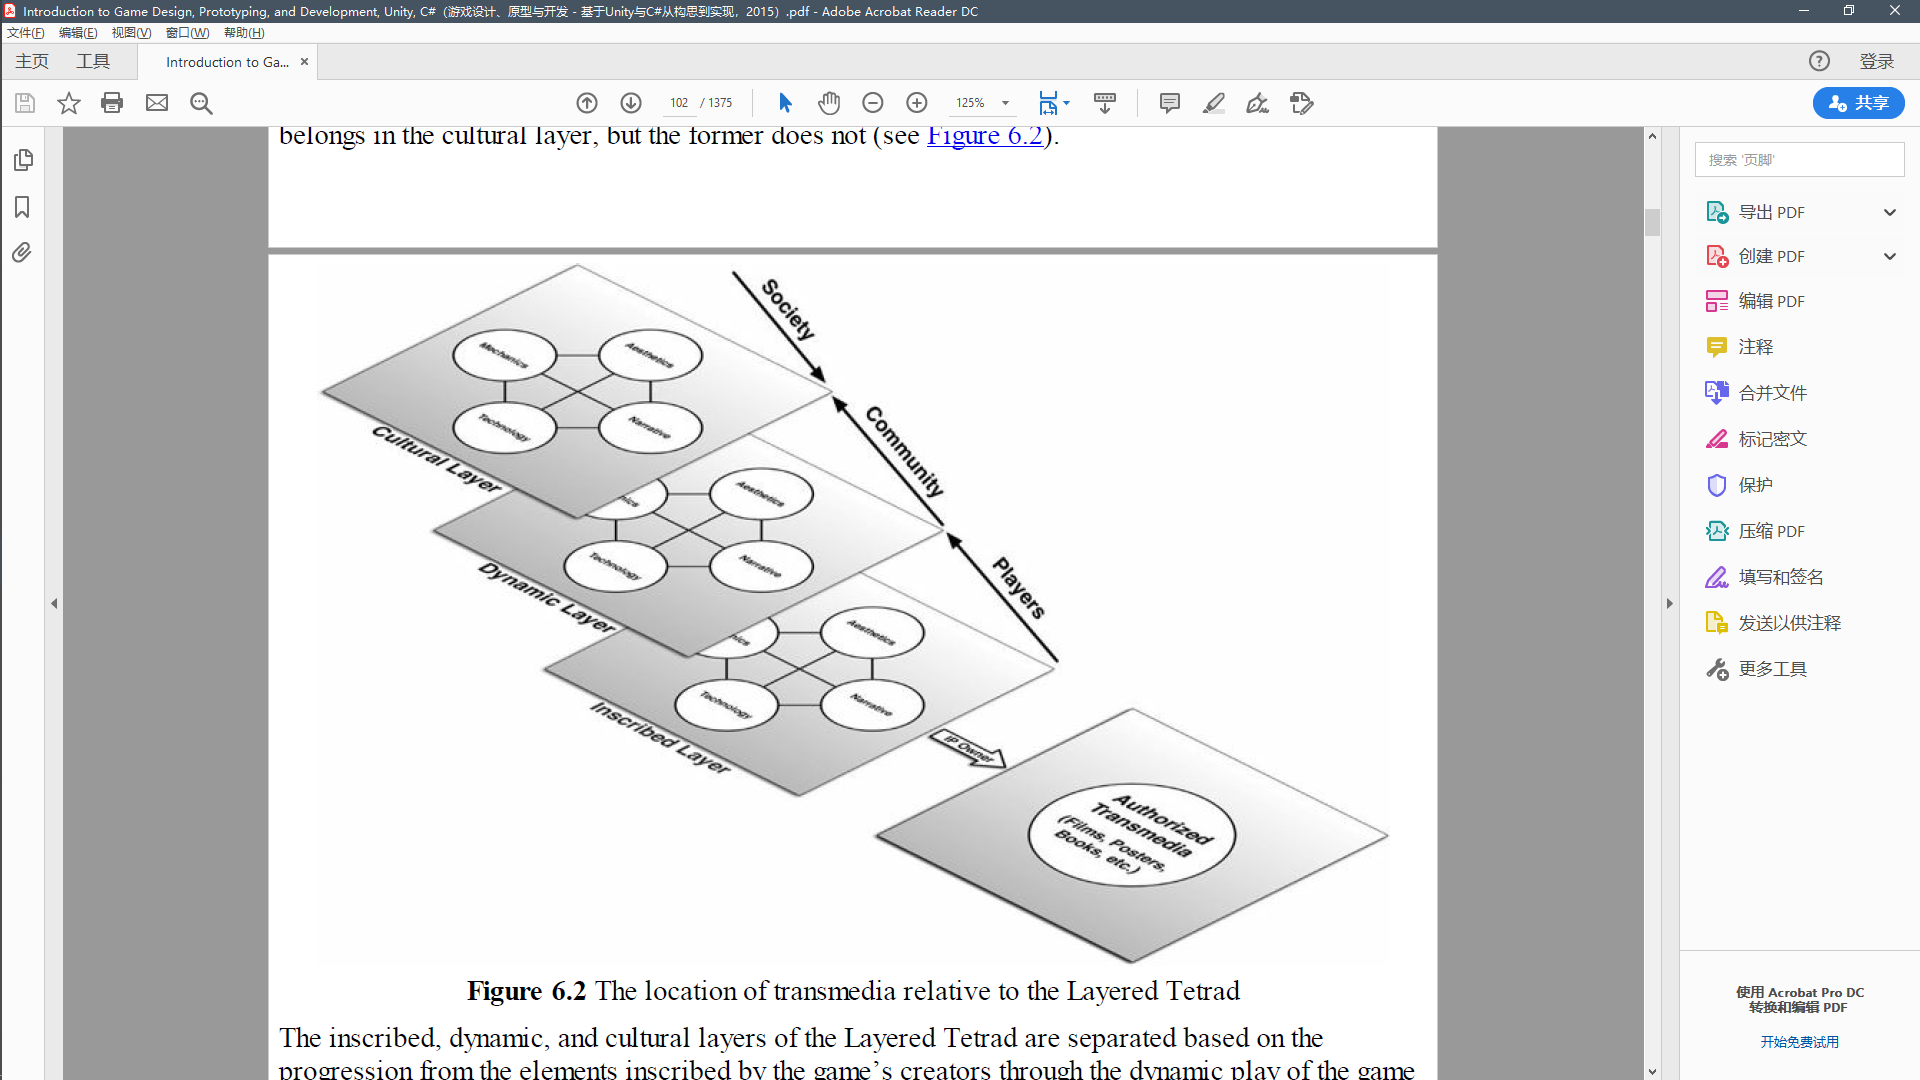 Introduction to Game Design, Prototyping, and Development, Unity, C#（游戏设计、原型与开发 - 基于Unity与C#从构思到实现，2015）.pdf - Adobe Acrobat Reader DC
文件(F) 编辑(E) 视图(V) 窗口(W) 帮助(H)
主页 工具 Introduction to Ga... × 登录
102 / 1375 125% 共享
belongs in the cultural layer, but the former does not (see Figure 6.2).
Society
Mechanics Aesthetics
Technology Narrative
Cultural Layer
Community
nics Aesthetics
Technology Narrative
Dynamic Layer
Players
nics Aesthetics
Technology Narrative
Inscribed Layer
IP Owner
Authorized
Transmedia
(Films, Posters,
Books, etc.)
Figure 6.2 The location of transmedia relative to the Layered Tetrad
The inscribed, dynamic, and cultural layers of the Layered Tetrad are separated based on the
progression from the elements inscribed by the game's creators through the dynamic play of the game
搜索 '页脚'
导出 PDF
创建 PDF
编辑 PDF
注释
合并文件
标记密文
保护
压缩 PDF
填写和签名
发送以供注释
更多工具
使用 Acrobat Pro DC
转换和编辑 PDF
开始免费试用